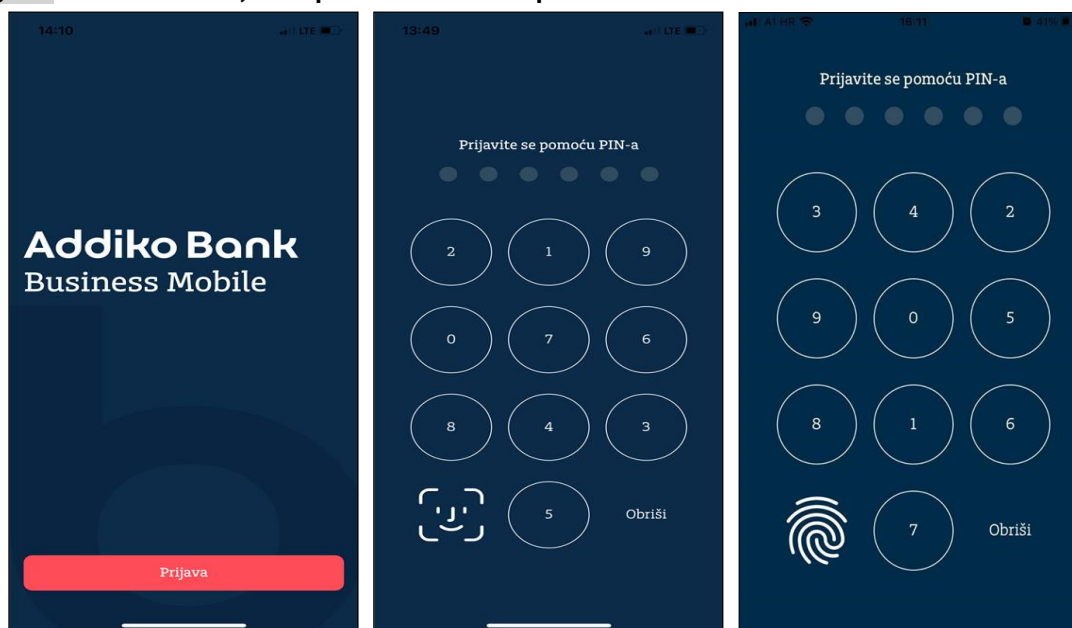 14:10
LTE
Addiko Bank
Business Mobile
Prijava
13:49
LTE
Prijavite se pomoću PIN-a
2 1 9
0 7 6
8 4 3
5 Obriši
A1 HR 16:11 41%
Prijavite se pomoću PIN-a
3 4 2
9 0 5
8 1 6
7 Obriši